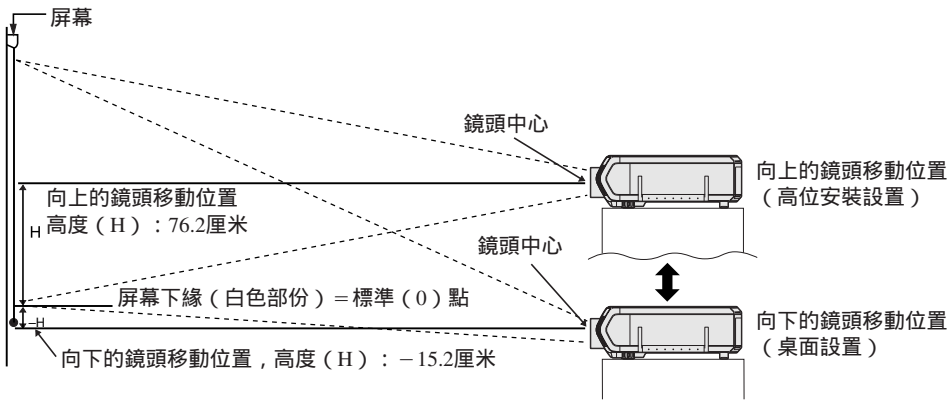 屏幕
鏡頭中心
向上的鏡頭移動位置
（高位安裝設置）
向上的鏡頭移動位置
高度（H）：76.2厘米
H
鏡頭中心
屏幕下緣（白色部份）＝標準（0）點
向下的鏡頭移動位置
（桌面設置）
－H
向下的鏡頭移動位置，高度（H）：－15.2厘米